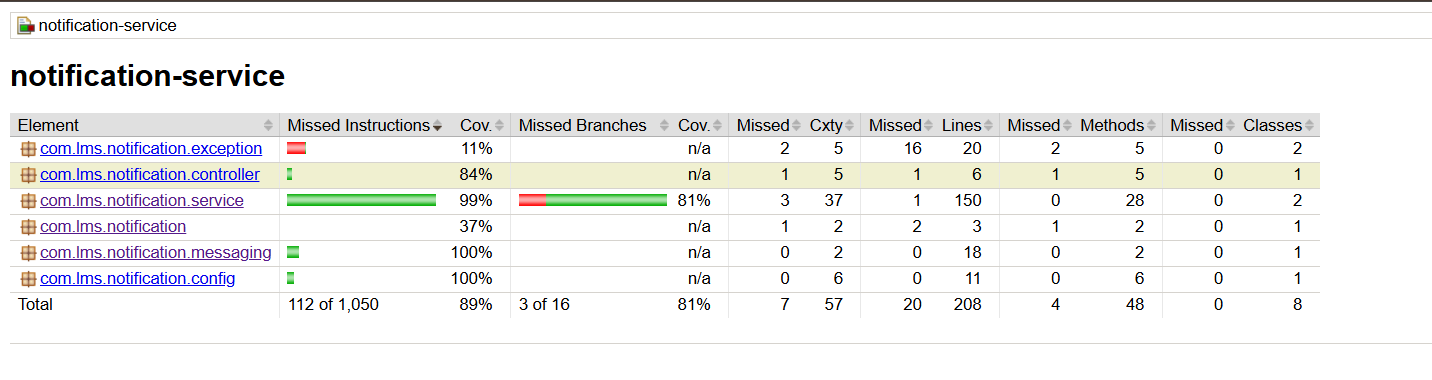 notification-service
notification-service
Element Missed Instructions Cov. Missed Branches Cov. Missed Cxty Missed Lines Missed Methods Missed Classes
com.lms.notification.exception 11% n/a 2 5 16 20 2 5 0 2
com.lms.notification.controller 84% n/a 1 5 1 6 1 5 0 1
com.lms.notification.service 99% 81% 3 37 1 150 0 28 0 2
com.lms.notification 37% n/a 1 2 2 3 1 2 0 1
com.lms.notification.messaging 100% n/a 0 2 0 18 0 2 0 1
com.lms.notification.config 100% n/a 0 6 0 11 0 6 0 1
Total 112 of 1,050 89% 3 of 16 81% 7 57 20 208 4 48 0 8